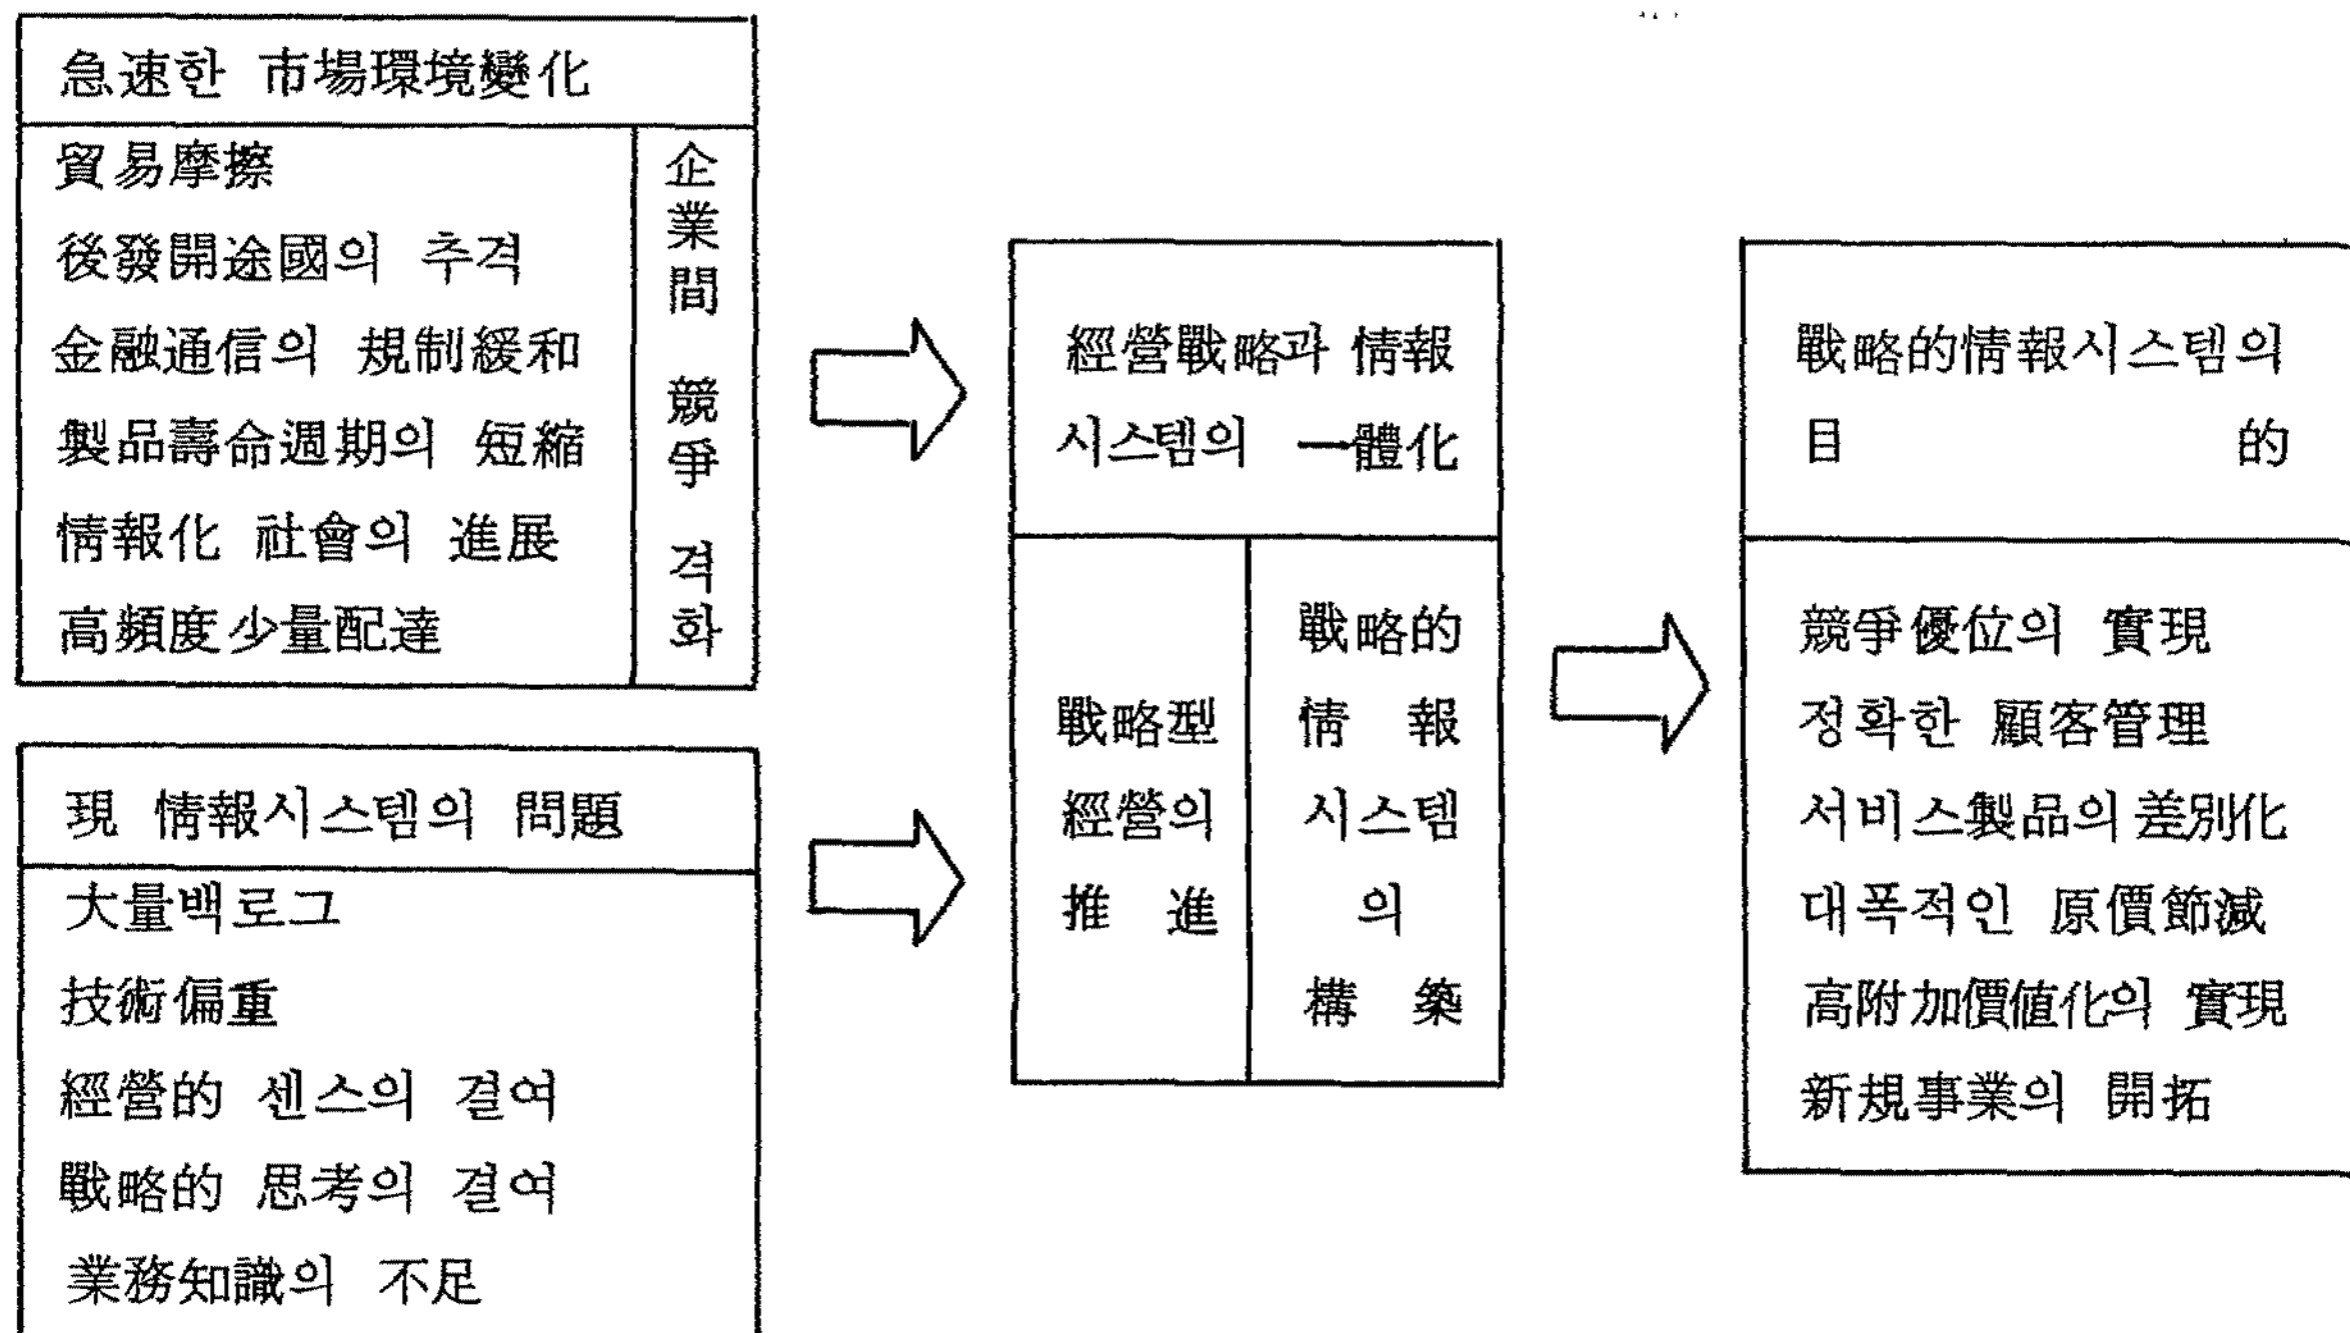 急速한 市場環境變化
貿易摩擦
後發開途國의 추격
金融通信의 規制緩和
製品壽命週期의 短縮
情報化 社會의 進展
高頻度少量配達
企業間 競爭 격화
現 情報시스템의 問題
大量백로그
技術偏重
經營的 센스의 결여
戰略的 思考의 결여
業務知識의 不足
經營戰略과 情報
시스템의 一體化
戰略型
經營의
推 進
戰略的
情 報
시스템
의
構 築
戰略的情報시스템의
目 的
競爭優位의 實現
정확한 顧客管理
서비스製品의 差別化
대폭적인 原價節減
高附加價値化의 實現
新規事業의 開拓